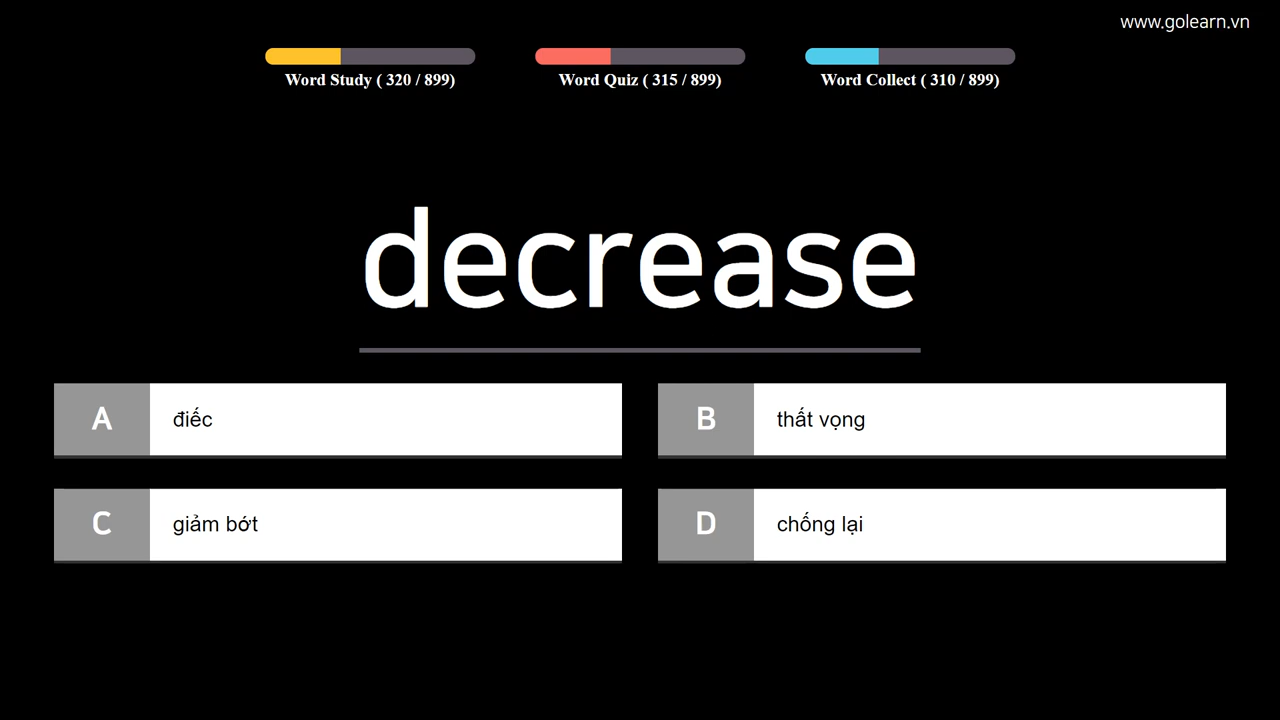 www.golearn.vn
Word Study ( 320 / 899)
Word Quiz ( 315 / 899)
Word Collect ( 310 / 899)
decrease
A điếc
B thất vọng
C giảm bớt
D chống lại